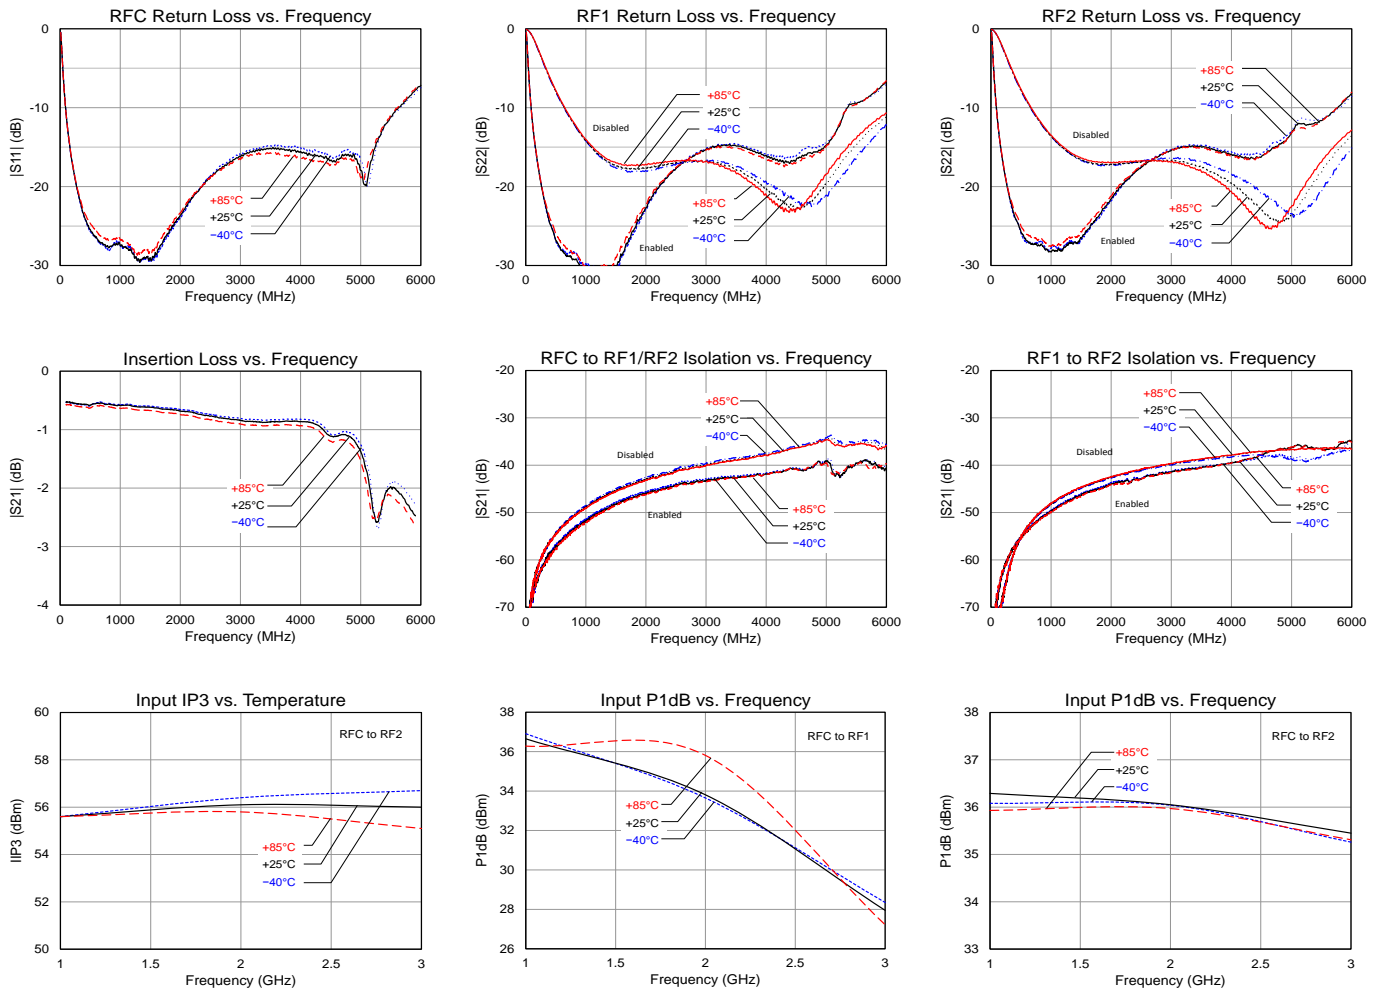 RFC Return Loss vs. Frequency
|S11| (dB)
0
-10
-20
-30
+85°C
+25°C
−40°C
0 1000 2000 3000 4000 5000 6000
Frequency (MHz)
RF1 Return Loss vs. Frequency
|S22| (dB)
0
-10
-20
-30
+85°C
+25°C
−40°C
Disabled
+85°C
+25°C
−40°C
Enabled
0 1000 2000 3000 4000 5000 6000
Frequency (MHz)
RF2 Return Loss vs. Frequency
|S22| (dB)
0
-10
-20
-30
+85°C
+25°C
−40°C
Disabled
+85°C
+25°C
−40°C
Enabled
0 1000 2000 3000 4000 5000 6000
Frequency (MHz)
Insertion Loss vs. Frequency
|S21| (dB)
0
-1
-2
-3
-4
+85°C
+25°C
−40°C
0 1000 2000 3000 4000 5000 6000
Frequency (MHz)
RFC to RF1/RF2 Isolation vs. Frequency
|S21| (dB)
-20
-30
-40
-50
-60
-70
+85°C
+25°C
−40°C
Disabled
Enabled
+85°C
+25°C
−40°C
0 1000 2000 3000 4000 5000 6000
Frequency (MHz)
RF1 to RF2 Isolation vs. Frequency
|S21| (dB)
-20
-30
-40
-50
-60
-70
+85°C
+25°C
−40°C
Disabled
Enabled
+85°C
+25°C
−40°C
0 1000 2000 3000 4000 5000 6000
Frequency (MHz)
Input IP3 vs. Temperature
IIP3 (dBm)
60
58
56
54
52
50
RFC to RF2
+85°C
+25°C
−40°C
1 1.5 2 2.5 3
Frequency (GHz)
Input P1dB vs. Frequency
P1dB (dBm)
38
36
34
32
30
28
26
RFC to RF1
+85°C
+25°C
−40°C
1 1.5 2 2.5 3
Frequency (GHz)
Input P1dB vs. Frequency
P1dB (dBm)
38
37
36
35
34
33
RFC to RF2
+85°C
+25°C
−40°C
1 1.5 2 2.5 3
Frequency (GHz)